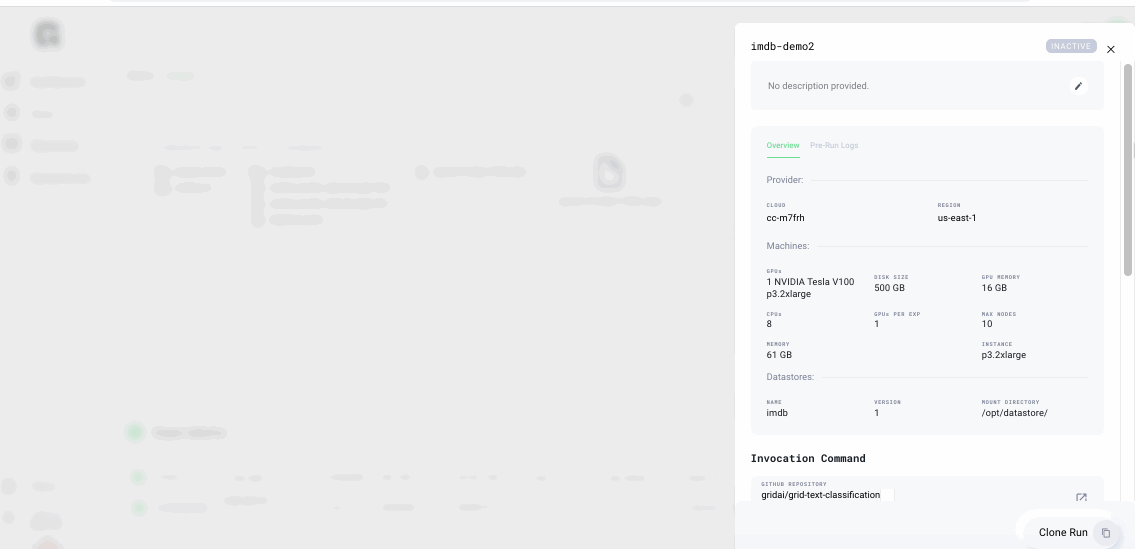 imdb-demo2
INACTIVE
No description provided.
Overview Pre-Run Logs
Provider:
CLOUD REGION
cc-m7frh us-east-1
Machines:
GPUs DISK SIZE GPU MEMORY
1 NVIDIA Tesla V100 500 GB 16 GB
p3.2xlarge
CPUs GPUs PER EXP MAX NODES
8 1 10
MEMORY INSTANCE
61 GB p3.2xlarge
Datastores:
NAME VERSION MOUNT DIRECTORY
imdb 1 /opt/datastore/
Invocation Command
GITHUB REPOSITORY
gridai/grid-text-classification
Clone Run